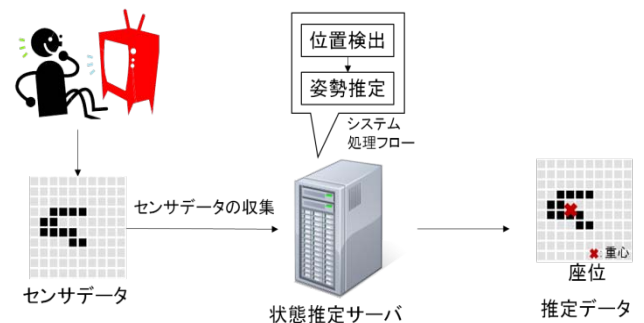 位置検出
姿勢推定
システム
処理フロー
センサデータの収集
✖:重心
センサデータ
状態推定サーバ
座位
推定データ